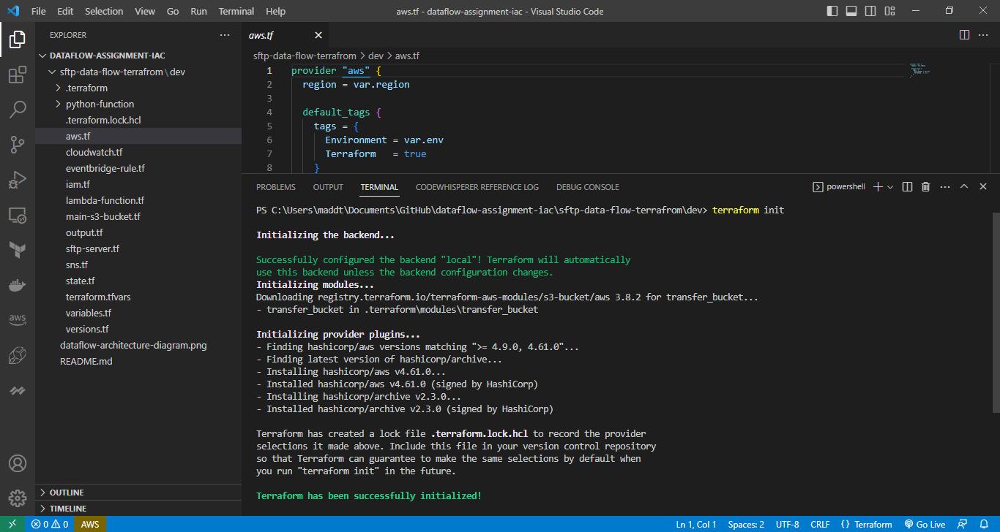 File Edit Selection View Go Run Terminal Help
aws.tf - dataflow-assignment-iac - Visual Studio Code
EXPLORER
DATAFLOW-ASSIGNMENT-IAC
sftp-data-flow-terrafrom\dev
.terraform
python-function
.terraform.lock.hcl
aws.tf
cloudwatch.tf
eventbridge-rule.tf
iam.tf
lambda-function.tf
main-s3-bucket.tf
output.tf
sftp-server.tf
sns.tf
state.tf
terraform.tfvars
variables.tf
versions.tf
dataflow-architecture-diagram.png
README.md
OUTLINE
TIMELINE
aws
aws.tf
sftp-data-flow-terrafrom > dev > aws.tf
1 provider "aws" {
2 region = var.region
3
4 default_tags {
5 tags = {
6 Environment = var.env
7 Terraform   = true
8 }
PROBLEMS OUTPUT TERMINAL CODEWHISPERER REFERENCE LOG DEBUG CONSOLE
powershell
PS C:\Users\maddt\Documents\GitHub\dataflow-assignment-iac\sftp-data-flow-terrafrom\dev> terraform init
Initializing the backend...
Successfully configured the backend "local"! Terraform will automatically
use this backend unless the backend configuration changes.
Initializing modules...
Downloading registry.terraform.io/terraform-aws-modules/s3-bucket/aws 3.8.2 for transfer_bucket...
- transfer_bucket in .terraform\modules\transfer_bucket
Initializing provider plugins...
- Finding hashicorp/aws versions matching ">= 4.9.0, 4.61.0"...
- Finding latest version of hashicorp/archive...
- Installing hashicorp/aws v4.61.0...
- Installed hashicorp/aws v4.61.0 (signed by HashiCorp)
- Installing hashicorp/archive v2.3.0...
- Installed hashicorp/archive v2.3.0 (signed by HashiCorp)
Terraform has created a lock file .terraform.lock.hcl to record the provider
selections it made above. Include this file in your version control repository
so that Terraform can guarantee to make the same selections by default when
you run "terraform init" in the future.
Terraform has been successfully initialized!
0 0 AWS
Ln 1, Col 1 Spaces: 2 UTF-8 CRLF {} Terraform Go Live